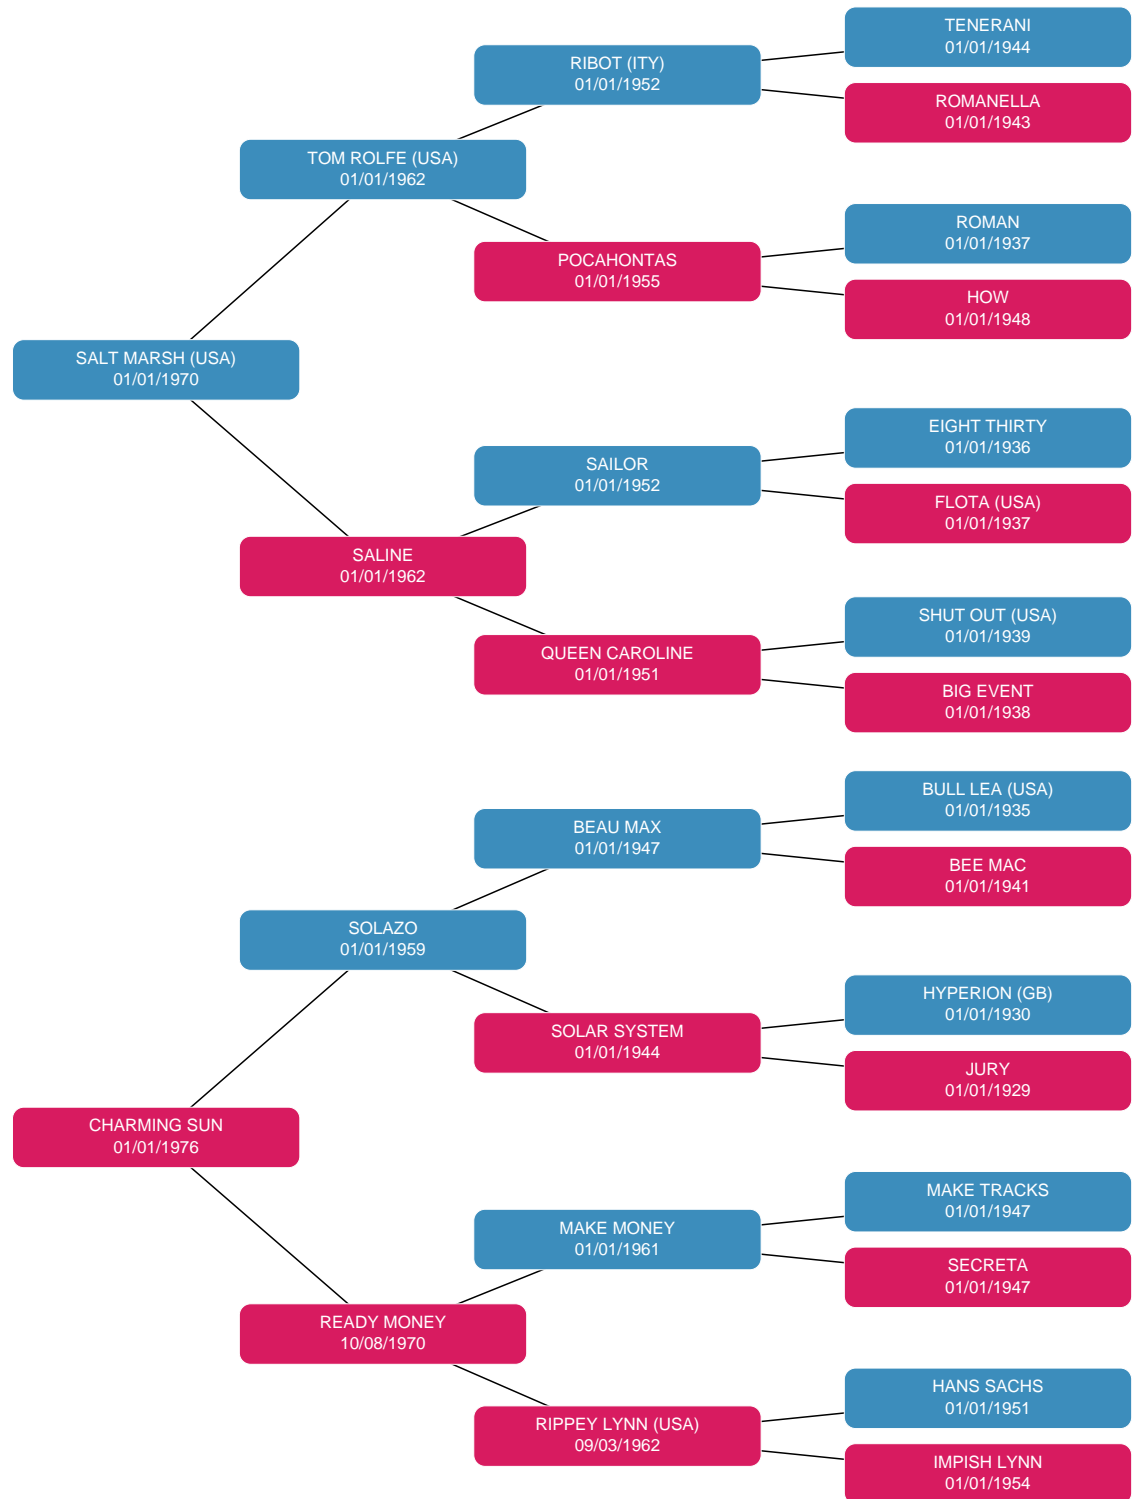 TENERANI
01/01/1944
RIBOT (ITY)
01/01/1952
ROMANELLA
01/01/1943
TOM ROLFE (USA)
01/01/1962
ROMAN
01/01/1937
POCAHONTAS
01/01/1955
HOW
01/01/1948
SALT MARSH (USA)
01/01/1970
EIGHT THIRTY
01/01/1936
SAILOR
01/01/1952
FLOTA (USA)
01/01/1937
SALINE
01/01/1962
SHUT OUT (USA)
01/01/1939
QUEEN CAROLINE
01/01/1951
BIG EVENT
01/01/1938
BULL LEA (USA)
01/01/1935
BEAU MAX
01/01/1947
BEE MAC
01/01/1941
SOLAZO
01/01/1959
HYPERION (GB)
01/01/1930
SOLAR SYSTEM
01/01/1944
JURY
01/01/1929
CHARMING SUN
01/01/1976
MAKE TRACKS
01/01/1947
MAKE MONEY
01/01/1961
SECRETA
01/01/1947
READY MONEY
10/08/1970
HANS SACHS
01/01/1951
RIPPEY LYNN (USA)
09/03/1962
IMPISH LYNN
01/01/1954